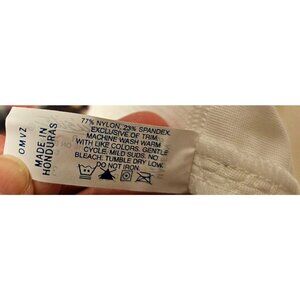 OMVZ
MADE IN
HONDURAS
77% NYLON, 23% SPANDEX
EXCLUSIVE OF TRIM.
MACHINE WASH WARM
WITH LIKE COLORS, GENTLE
CYCLE. MILD SUDS. NO
BLEACH. TUMBLE DRY LOW.
DO NOT IRON.